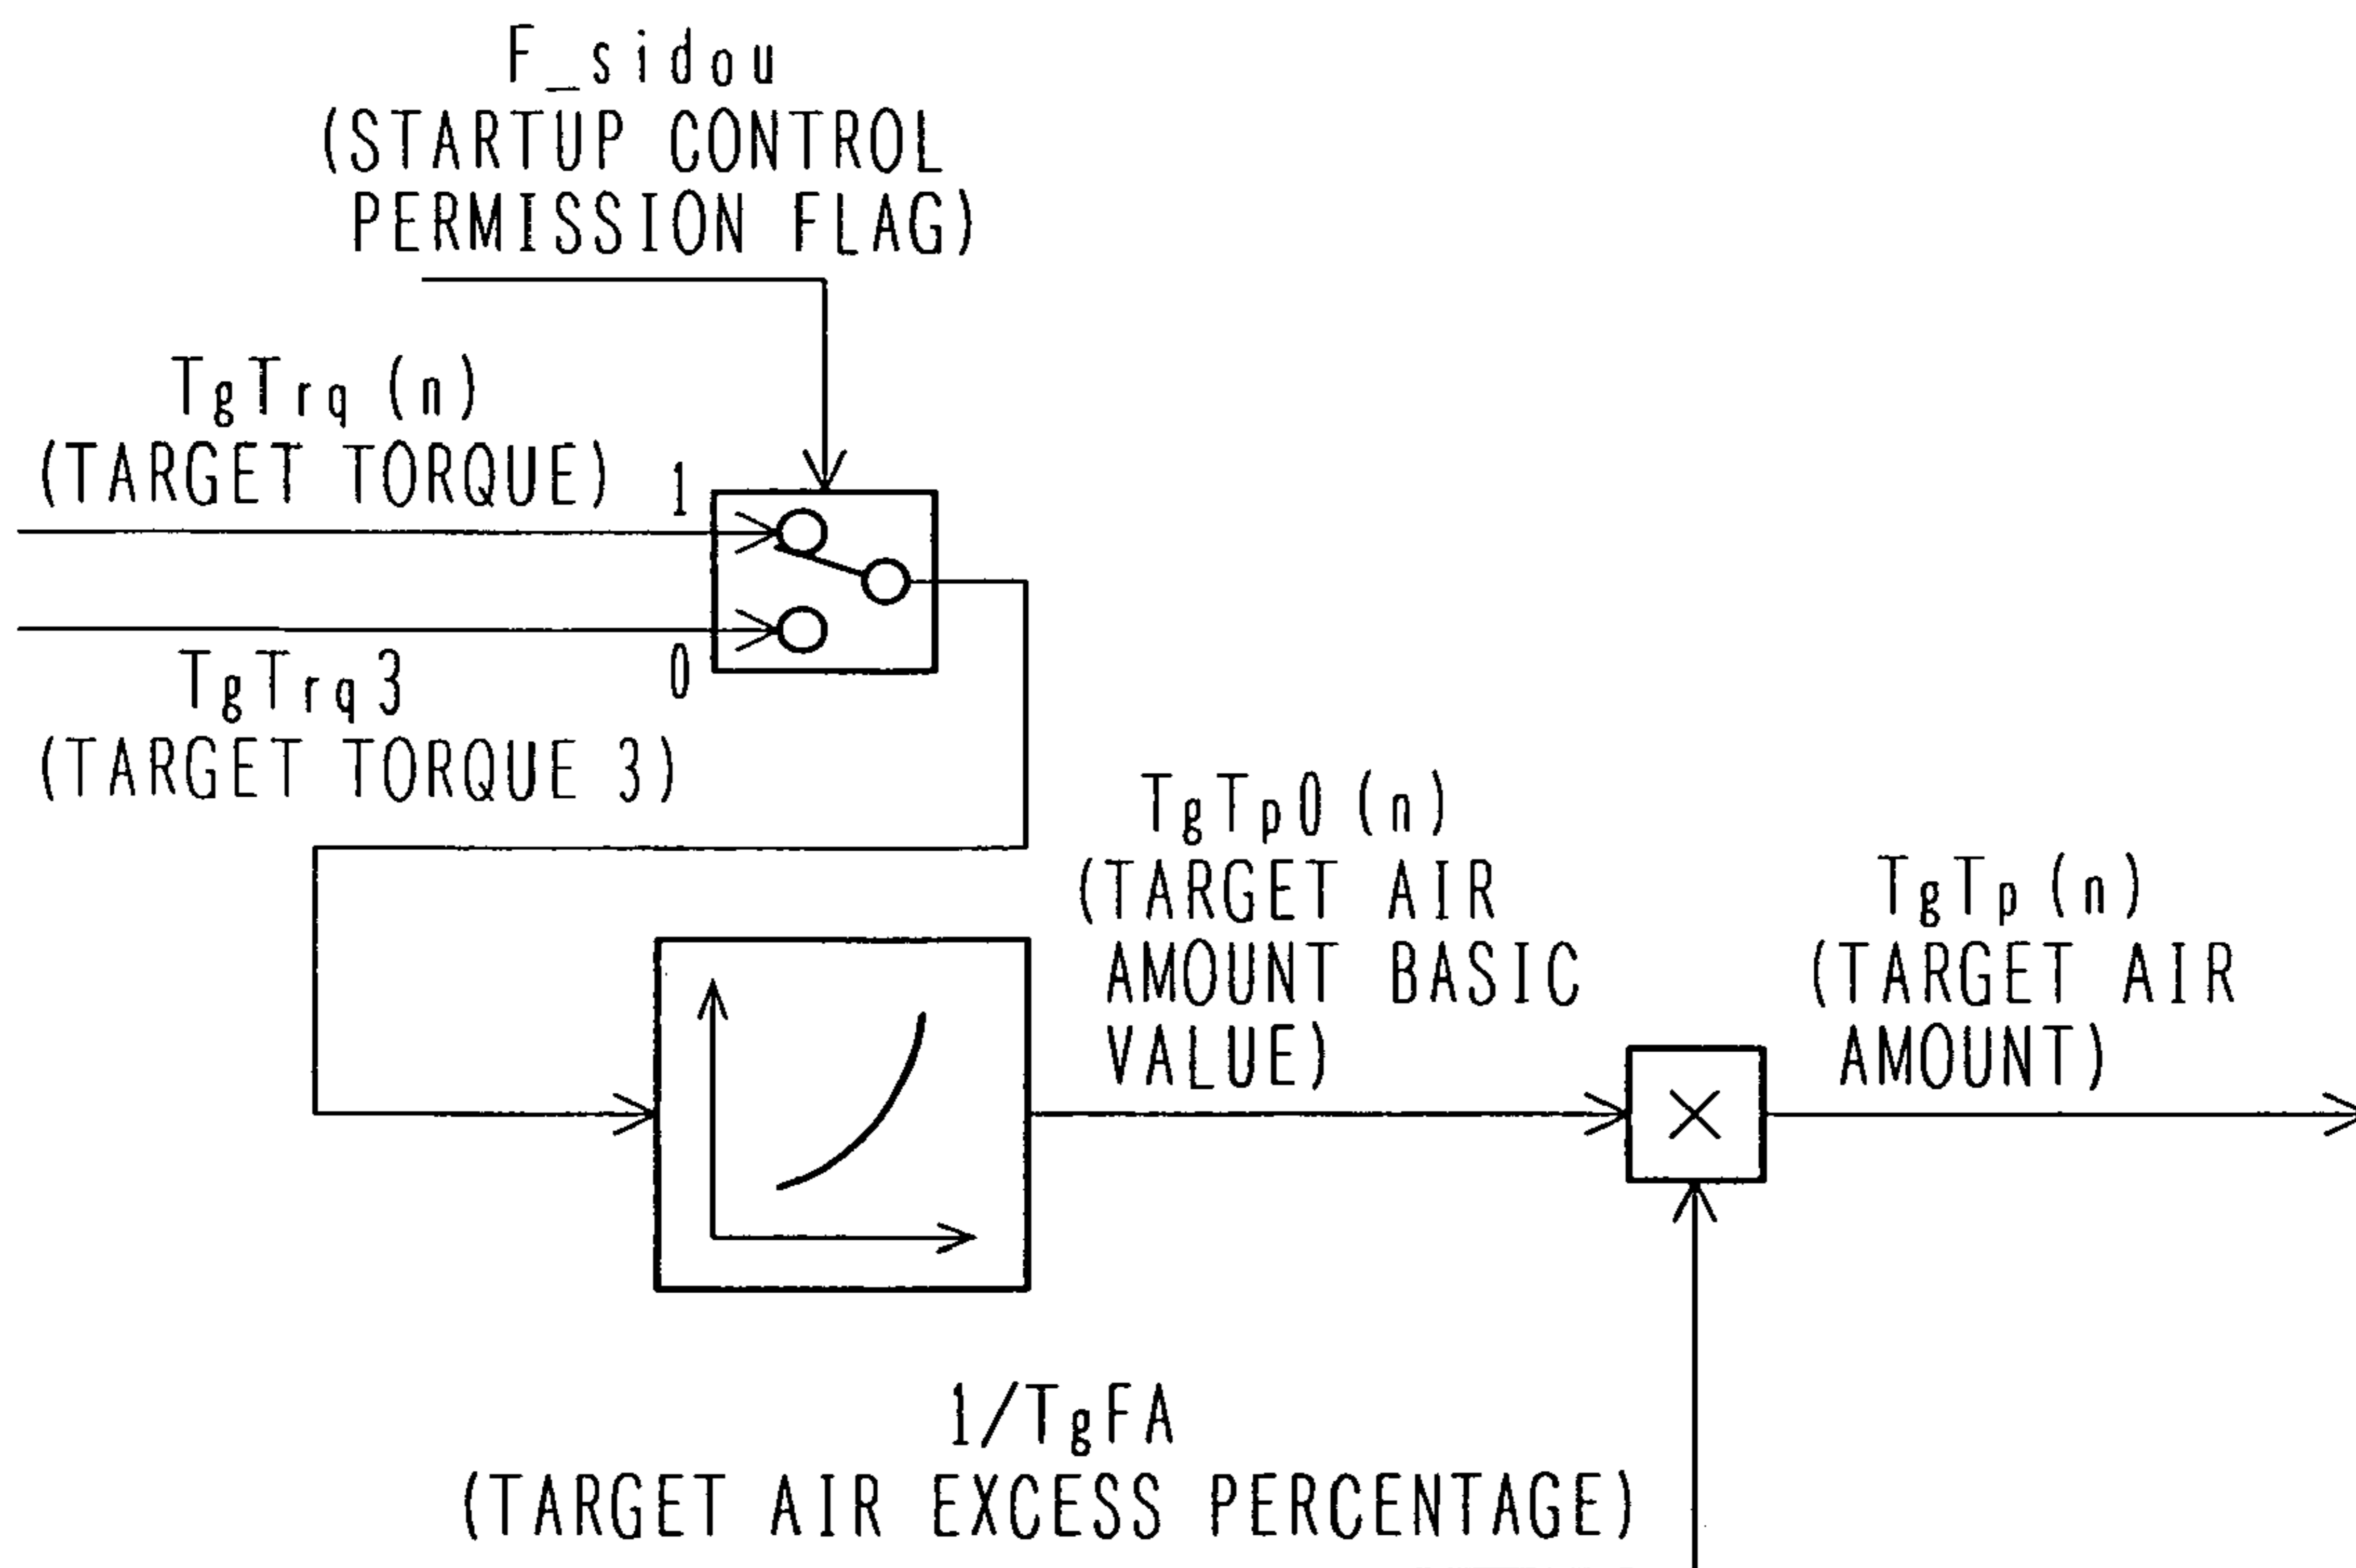 F_sidou
(STARTUP CONTROL
PERMISSION FLAG)
TgTrq (n)
(TARGET TORQUE)
1
0
TgTrq3
(TARGET TORQUE 3)
TgTp0 (n)
(TARGET AIR
AMOUNT BASIC
VALUE)
TgTp (n)
(TARGET AIR
AMOUNT)
×
1/TgFA
(TARGET AIR EXCESS PERCENTAGE)